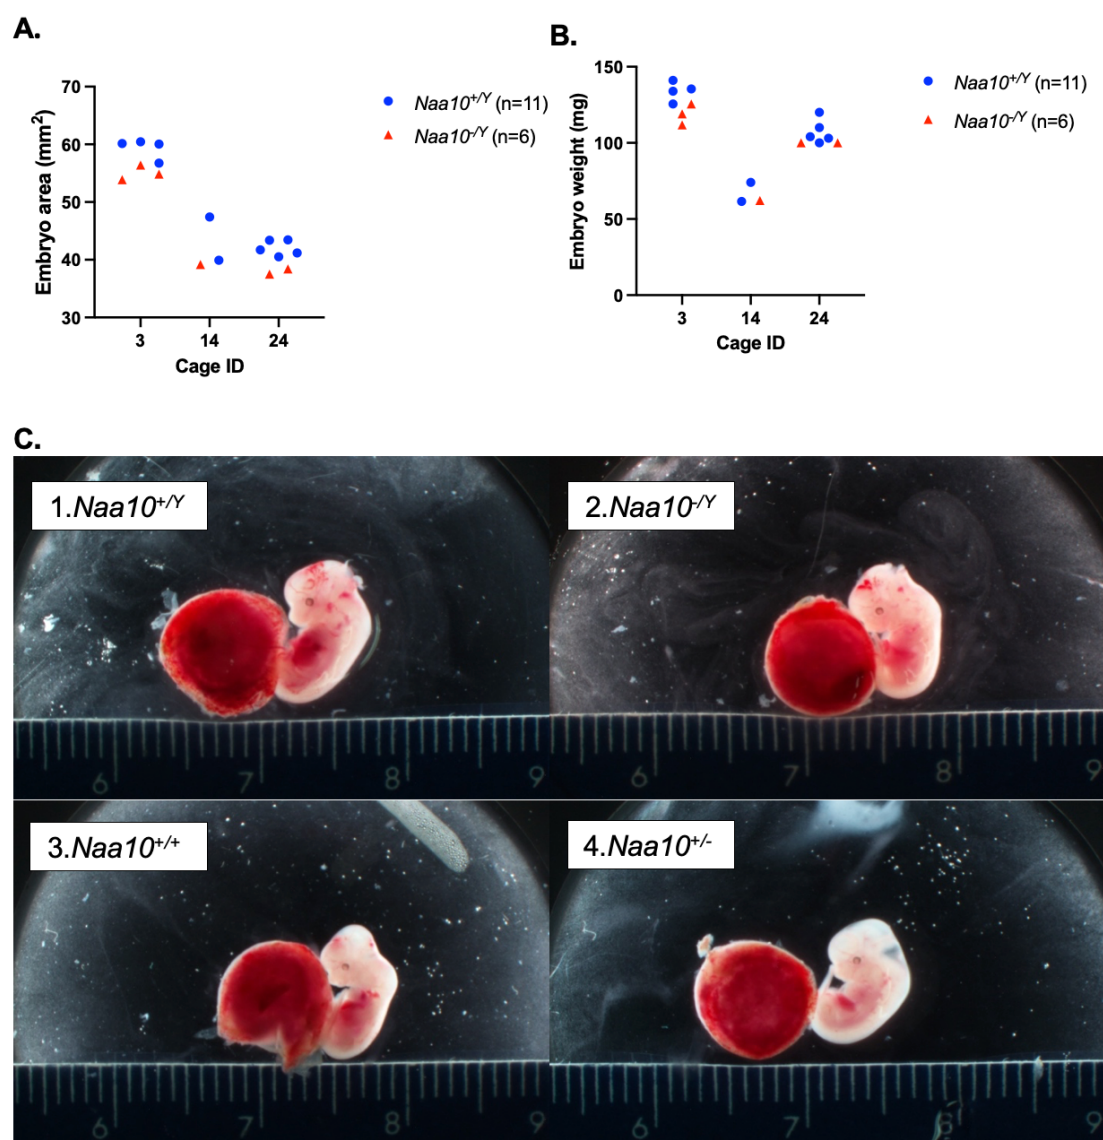 A.
Embryo area (mm²)
70
60
50
40
30
3 14 24
Cage ID
Naa10+/Y (n=11)
Naa10-/Y (n=6)
B.
Embryo weight (mg)
150
100
50
0
3 14 24
Cage ID
Naa10+/Y (n=11)
Naa10-/Y (n=6)
C.
1.Naa10+/Y
6 7 8 9
2.Naa10-/Y
6 7 8 9
3.Naa10+/+
6 7 8 9
4.Naa10+/-
6 7 8 9